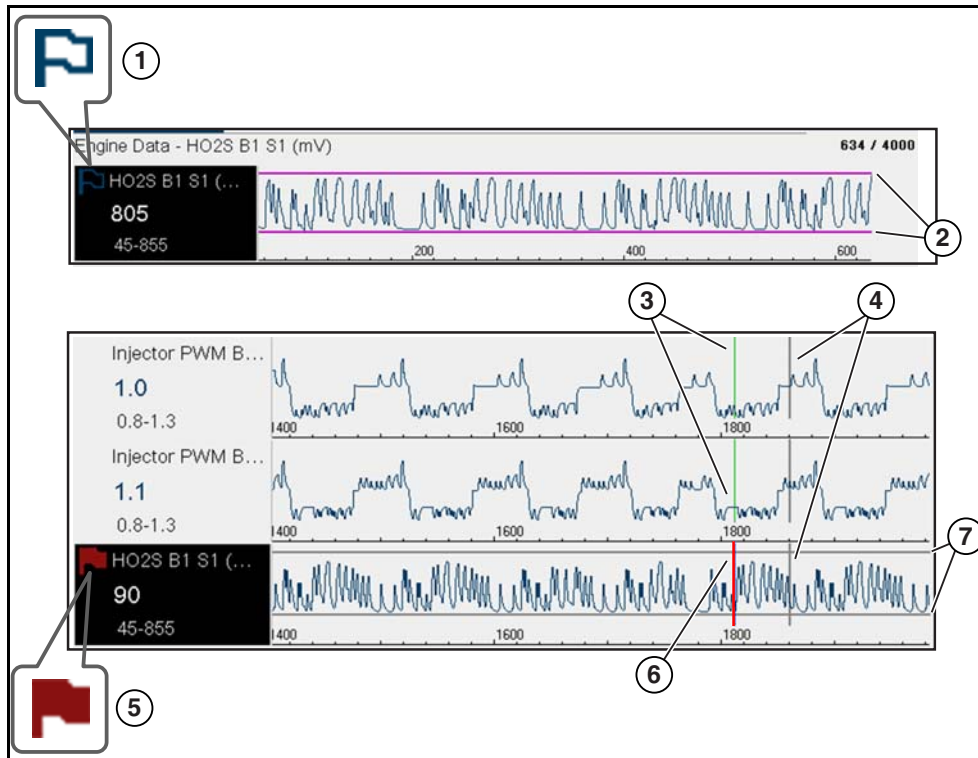 1
Engine Data - HO2S B1 S1 (mV) 634 / 4000
HO2S B1 S1 (...
805
45-855
200 400 600
2
3 4
Injector PWM B...
1.0
0.8-1.3
1400 1600 1800
Injector PWM B...
1.1
0.8-1.3
1400 1600 1800
7
HO2S B1 S1 (...
90
45-855
1400 1600 1800
6
5